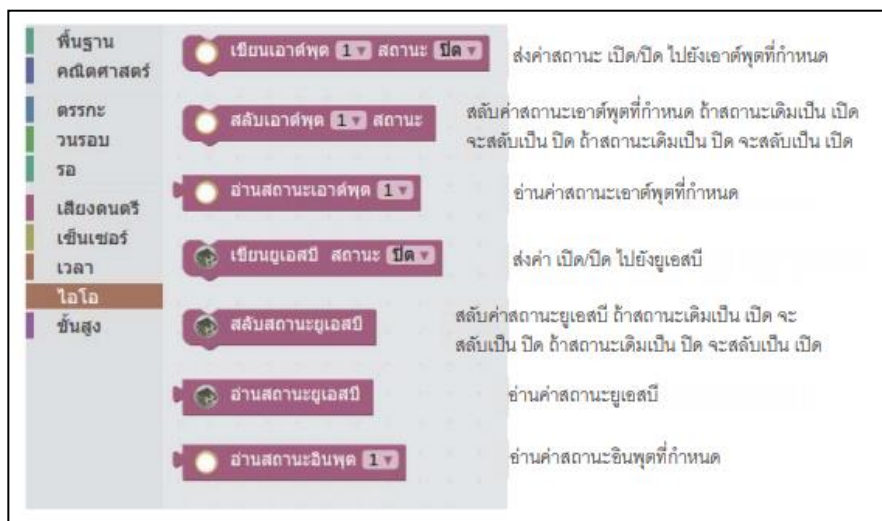 พื้นฐาน
คณิตศาสตร์
ตรรกะ
วนรอบ
รอ
เสียงดนตรี
เซ็นเซอร์
เวลา
ไอโอ
ขั้นสูง
เขียนเอาต์พุต 1 สถานะ ปิด
ส่งค่าสถานะ เปิด/ปิด ไปยังเอาต์พุตที่กำหนด
สลับเอาต์พุต 1 สถานะ
สลับค่าสถานะเอาต์พุตที่กำหนด ถ้าสถานะเดิมเป็น เปิด
จะสลับเป็น ปิด ถ้าสถานะเดิมเป็น ปิด จะสลับเป็น เปิด
อ่านสถานะเอาต์พุต 1
อ่านค่าสถานะเอาต์พุตที่กำหนด
เขียนยูเอสบี สถานะ ปิด
ส่งค่า เปิด/ปิด ไปยังยูเอสบี
สลับสถานะยูเอสบี
สลับค่าสถานะยูเอสบี ถ้าสถานะเดิมเป็น เปิด จะ
สลับเป็น ปิด ถ้าสถานะเดิมเป็น ปิด จะสลับเป็น เปิด
อ่านสถานะยูเอสบี
อ่านค่าสถานะยูเอสบี
อ่านสถานะอินพุต 1
อ่านค่าสถานะอินพุตที่กำหนด